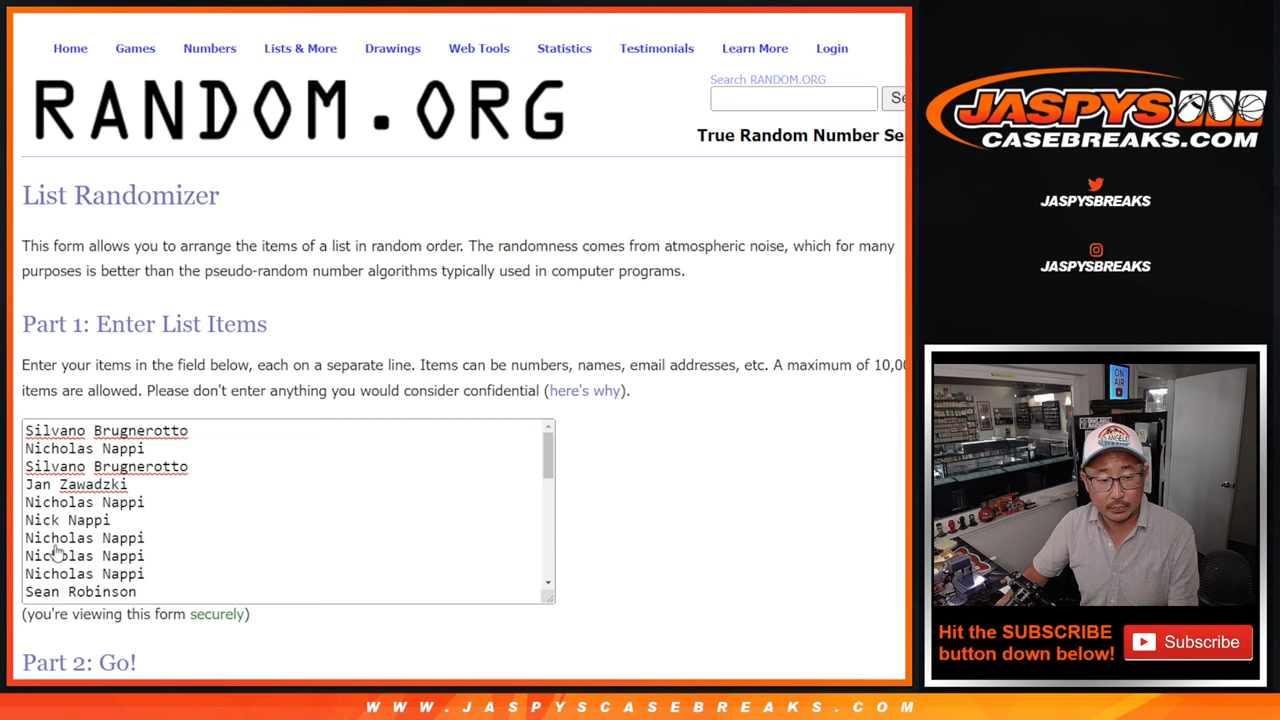 Home Games Numbers Lists & More Drawings Web Tools Statistics Testimonials Learn More Login
RANDOM.ORG
Search RANDOM.ORG
Se
True Random Number Se
List Randomizer
This form allows you to arrange the items of a list in random order. The randomness comes from atmospheric noise, which for many
purposes is better than the pseudo-random number algorithms typically used in computer programs.
Part 1: Enter List Items
Enter your items in the field below, each on a separate line. Items can be numbers, names, email addresses, etc. A maximum of 10,00
items are allowed. Please don't enter anything you would consider confidential (here's why).
Silvano Brugnerotto
Nicholas Nappi
Silvano Brugnerotto
Jan Zawadzki
Nicholas Nappi
Nick Nappi
Nicholas Nappi
Nicholas Nappi
Nicholas Nappi
Sean Robinson
(you're viewing this form securely)
Part 2: Go!
JASPYS
CASEBREAKS.COM
JASPYSBREAKS
JASPYSBREAKS
ON
AIR
ANGELS
Hit the SUBSCRIBE
button down below!
Subscribe
WWW.JASPYSCASEBREAKS.COM